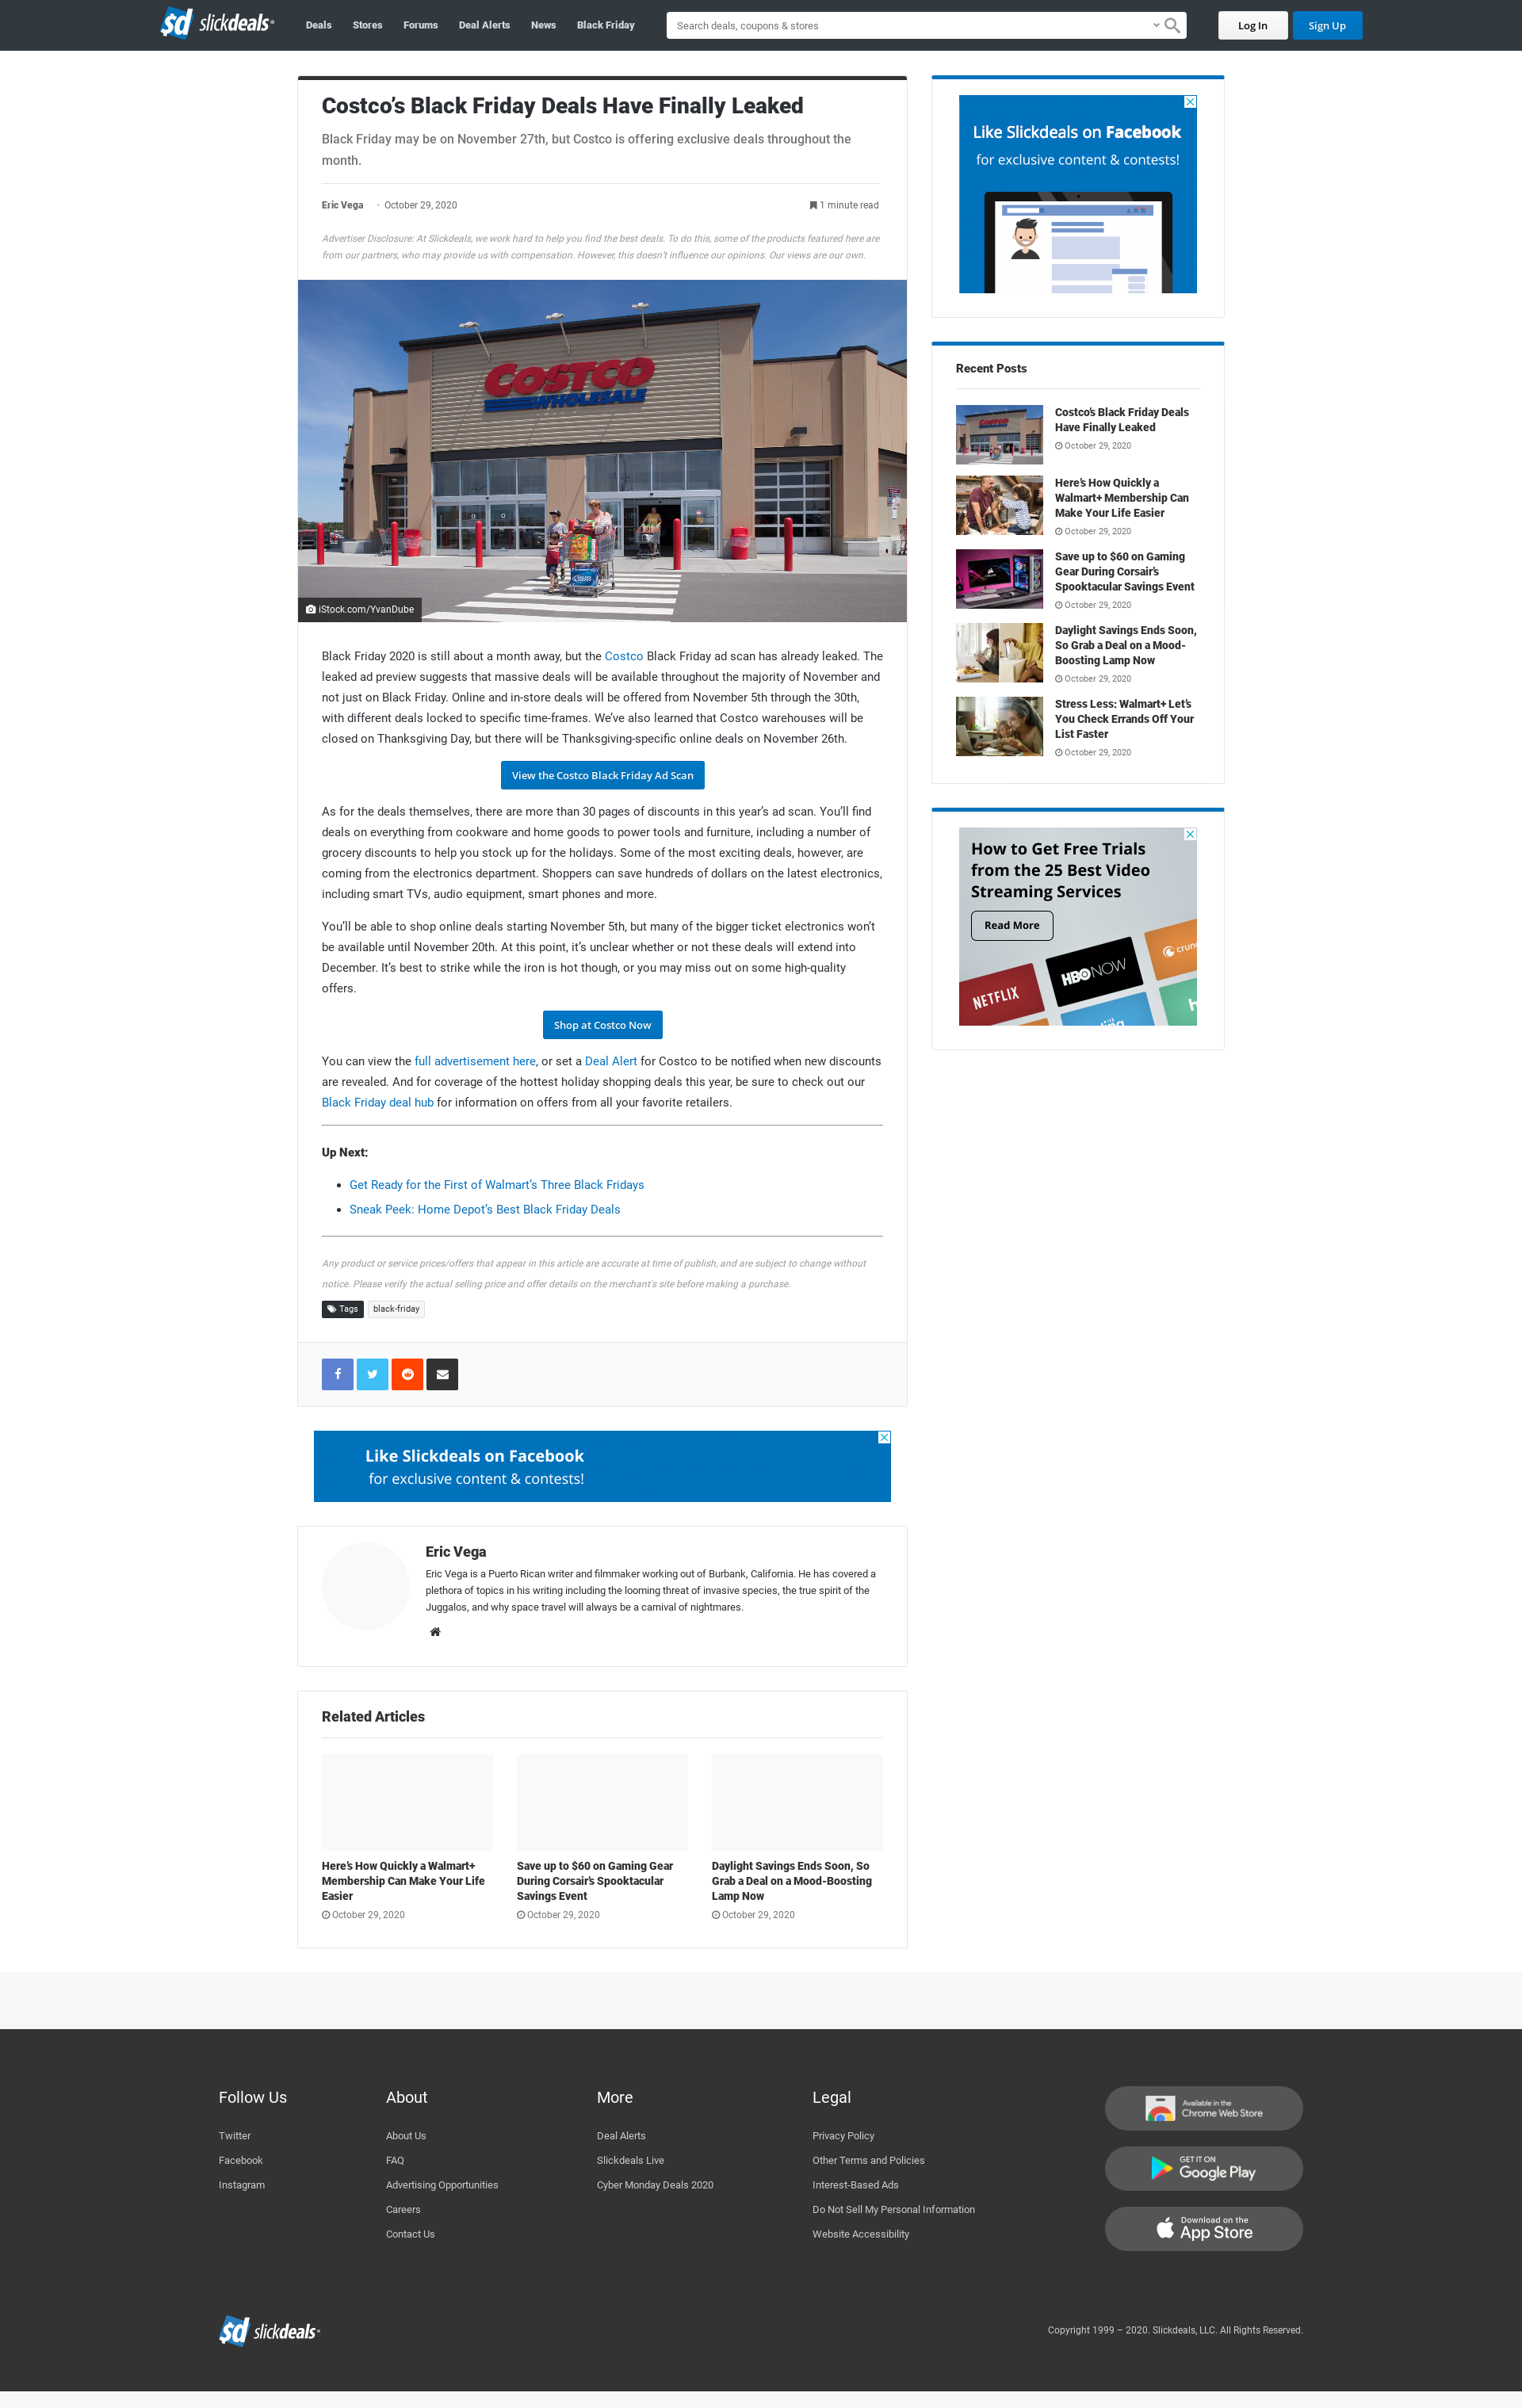 sd slickdeals
Deals
Stores
Forums
Deal Alerts
News
Black Friday
Search deals, coupons & stores
Log In
Sign Up
Costco’s Black Friday Deals Have Finally Leaked
Black Friday may be on November 27th, but Costco is offering exclusive deals throughout the
month.
Eric Vega
October 29, 2020
1 minute read
Advertiser Disclosure: At Slickdeals, we work hard to help you find the best deals. To do this, some of the products featured here are
from our partners, who may provide us with compensation. However, this doesn’t influence our opinions. Our views are our own.
COSTCO
WHOLESALE
iStock.com/YvanDube
Black Friday 2020 is still about a month away, but the Costco Black Friday ad scan has already leaked. The
leaked ad preview suggests that massive deals will be available throughout the majority of November and
not just on Black Friday. Online and in-store deals will be offered from November 5th through the 30th,
with different deals locked to specific time-frames. We’ve also learned that Costco warehouses will be
closed on Thanksgiving Day, but there will be Thanksgiving-specific online deals on November 26th.
View the Costco Black Friday Ad Scan
As for the deals themselves, there are more than 30 pages of discounts in this year’s ad scan. You’ll find
deals on everything from cookware and home goods to power tools and furniture, including a number of
grocery discounts to help you stock up for the holidays. Some of the most exciting deals, however, are
coming from the electronics department. Shoppers can save hundreds of dollars on the latest electronics,
including smart TVs, audio equipment, smart phones and more.
You’ll be able to shop online deals starting November 5th, but many of the bigger ticket electronics won’t
be available until November 20th. At this point, it’s unclear whether or not these deals will extend into
December. It’s best to strike while the iron is hot though, or you may miss out on some high-quality
offers.
Shop at Costco Now
You can view the full advertisement here, or set a Deal Alert for Costco to be notified when new discounts
are revealed. And for coverage of the hottest holiday shopping deals this year, be sure to check out our
Black Friday deal hub for information on offers from all your favorite retailers.
Up Next:
Get Ready for the First of Walmart’s Three Black Fridays
Sneak Peek: Home Depot’s Best Black Friday Deals
Any product or service prices/offers that appear in this article are accurate at time of publish, and are subject to change without
notice. Please verify the actual selling price and offer details on the merchant's site before making a purchase.
Tags
black-friday
Like Slickdeals on Facebook
for exclusive content & contests!
Eric Vega
Eric Vega is a Puerto Rican writer and filmmaker working out of Burbank, California. He has covered a
plethora of topics in his writing including the looming threat of invasive species, the true spirit of the
Juggalos, and why space travel will always be a carnival of nightmares.
Related Articles
Here’s How Quickly a Walmart+
Membership Can Make Your Life
Easier
October 29, 2020
Save up to $60 on Gaming Gear
During Corsair’s Spooktacular
Savings Event
October 29, 2020
Daylight Savings Ends Soon, So
Grab a Deal on a Mood-Boosting
Lamp Now
October 29, 2020
Like Slickdeals on Facebook
for exclusive content & contests!
Recent Posts
Costco’s Black Friday Deals
Have Finally Leaked
October 29, 2020
Here’s How Quickly a
Walmart+ Membership Can
Make Your Life Easier
October 29, 2020
Save up to $60 on Gaming
Gear During Corsair’s
Spooktacular Savings Event
October 29, 2020
Daylight Savings Ends Soon,
So Grab a Deal on a Mood-
Boosting Lamp Now
October 29, 2020
Stress Less: Walmart+ Let’s
You Check Errands Off Your
List Faster
October 29, 2020
How to Get Free Trials
from the 25 Best Video
Streaming Services
Read More
NETFLIX
HBO NOW
crunc
ling
h
Follow Us
Twitter
Facebook
Instagram
About
About Us
FAQ
Advertising Opportunities
Careers
Contact Us
More
Deal Alerts
Slickdeals Live
Cyber Monday Deals 2020
Legal
Privacy Policy
Other Terms and Policies
Interest-Based Ads
Do Not Sell My Personal Information
Website Accessibility
Available in the
Chrome Web Store
GET IT ON
Google Play
Download on the
App Store
sd slickdeals
Copyright 1999 – 2020. Slickdeals, LLC. All Rights Reserved.